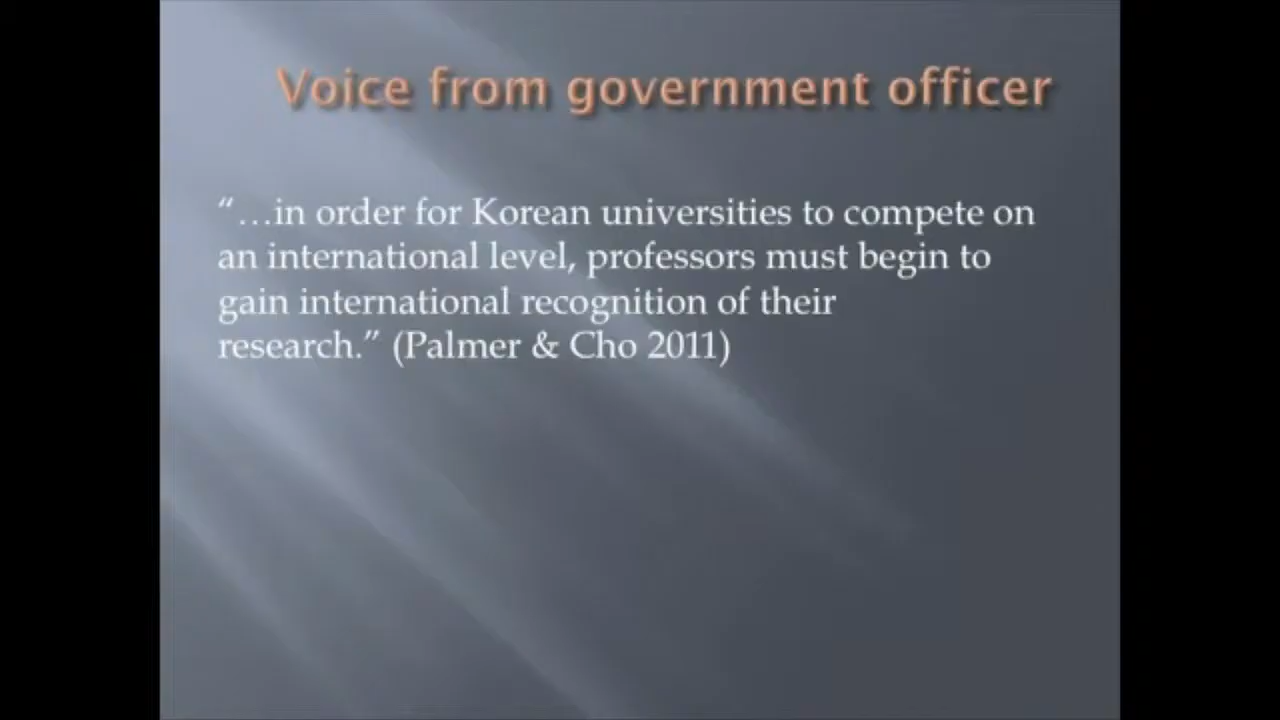 Voice from government officer
“…in order for Korean universities to compete on
an international level, professors must begin to
gain international recognition of their
research.” (Palmer & Cho 2011)